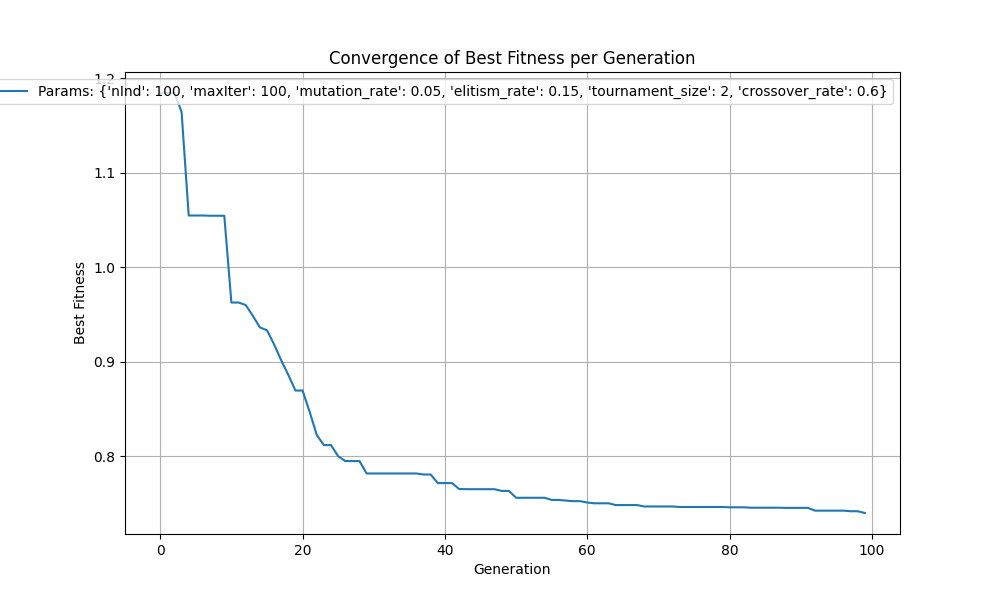 Convergence of Best Fitness per Generation
1.2
Params: {'nInd': 100, 'maxIter': 100, 'mutation_rate': 0.05, 'elitism_rate': 0.15, 'tournament_size': 2, 'crossover_rate': 0.6}
1.1
1.0
0.9
0.8
Best Fitness
0 20 40 60 80 100
Generation